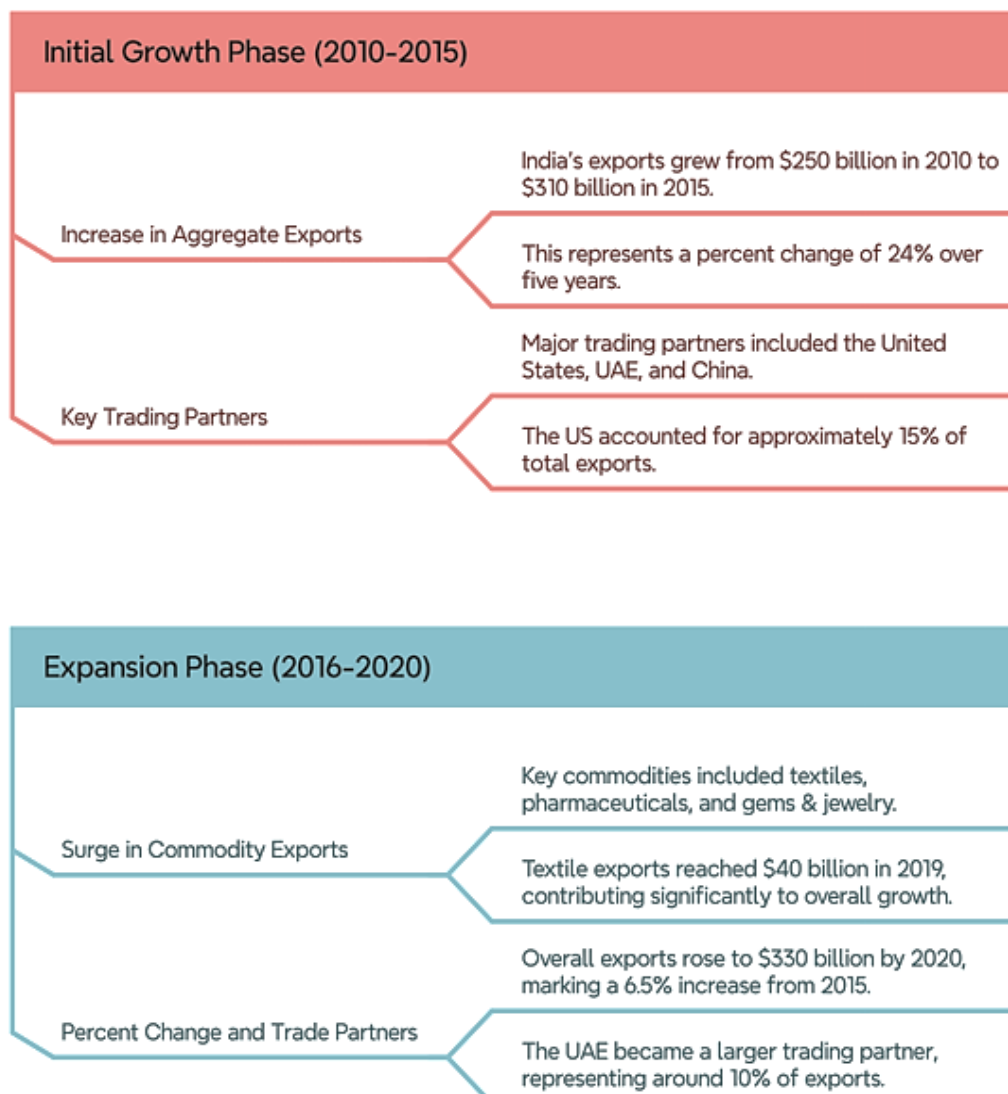 Initial Growth Phase (2010-2015)
India's exports grew from $250 billion in 2010 to
$310 billion in 2015.
Increase in Aggregate Exports
This represents a percent change of 24% over
five years.
Major trading partners included the United
States, UAE, and China.
Key Trading Partners
The US accounted for approximately 15% of
total exports.
Expansion Phase (2016-2020)
Key commodities included textiles,
pharmaceuticals, and gems & jewelry.
Surge in Commodity Exports
Textile exports reached $40 billion in 2019,
contributing significantly to overall growth.
Overall exports rose to $330 billion by 2020,
marking a 6.5% increase from 2015.
Percent Change and Trade Partners
The UAE became a larger trading partner,
representing around 10% of exports.